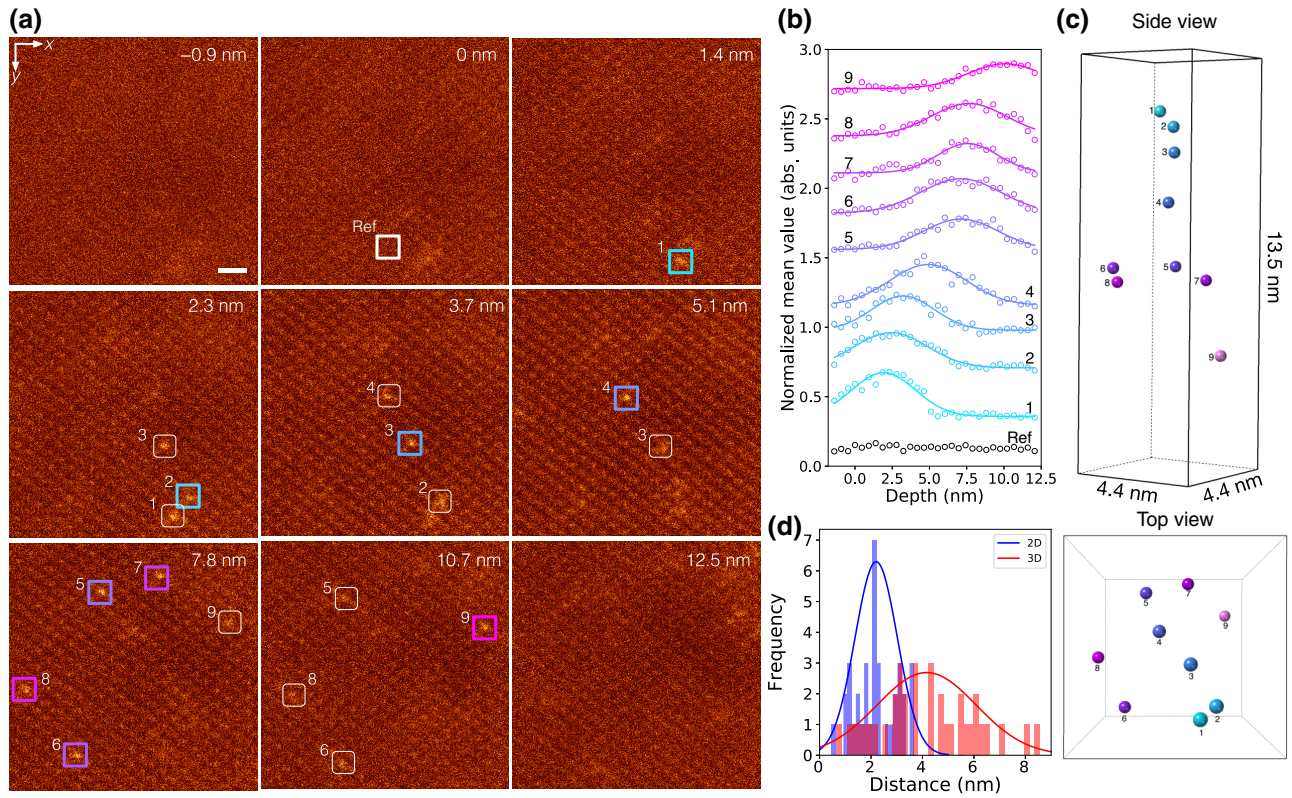 (a)
x
y
−0.9 nm
0 nm
Ref
1.4 nm
1
2.3 nm
3
2
1
3.7 nm
4
3
2
5.1 nm
4
3
7.8 nm
7
5
9
8
6
10.7 nm
5
9
8
6
12.5 nm
(b)
Normalized mean value (abs. units)
3.0
2.5
2.0
1.5
1.0
0.5
0.0
9
8
7
6
5
4
3
2
1
Ref
0.0 2.5 5.0 7.5 10.0 12.5
Depth (nm)
(c)
Side view
1
2
3
4
5
6
7
8
9
13.5 nm
4.4 nm
4.4 nm
Top view
7
5
9
4
3
8
6
2
1
(d)
Frequency
7
6
5
4
3
2
1
0
2D
3D
0 2 4 6 8
Distance (nm)